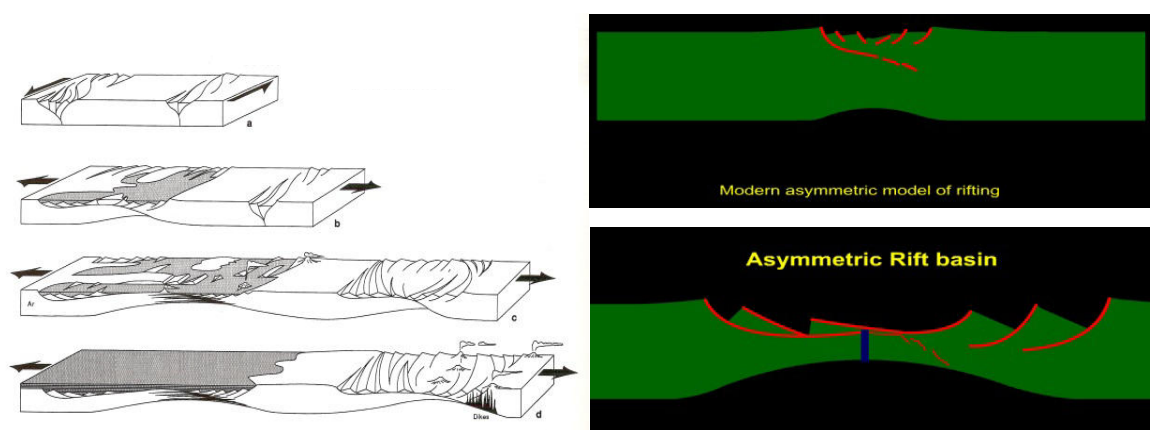 a
b
Ar
c
Dikes
d
Modern asymmetric model of rifting
Asymmetric Rift basin